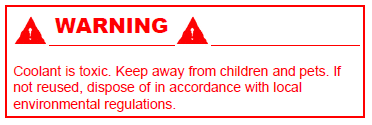 WARNING
Coolant is toxic. Keep away from children and pets. If
not reused, dispose of in accordance with local
environmental regulations.